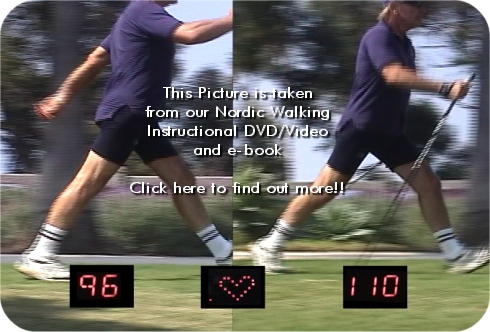 This Picture is taken
from our Nordic Walking
Instructional DVD/Video
and e-book
Click here to find out more!!
96 110